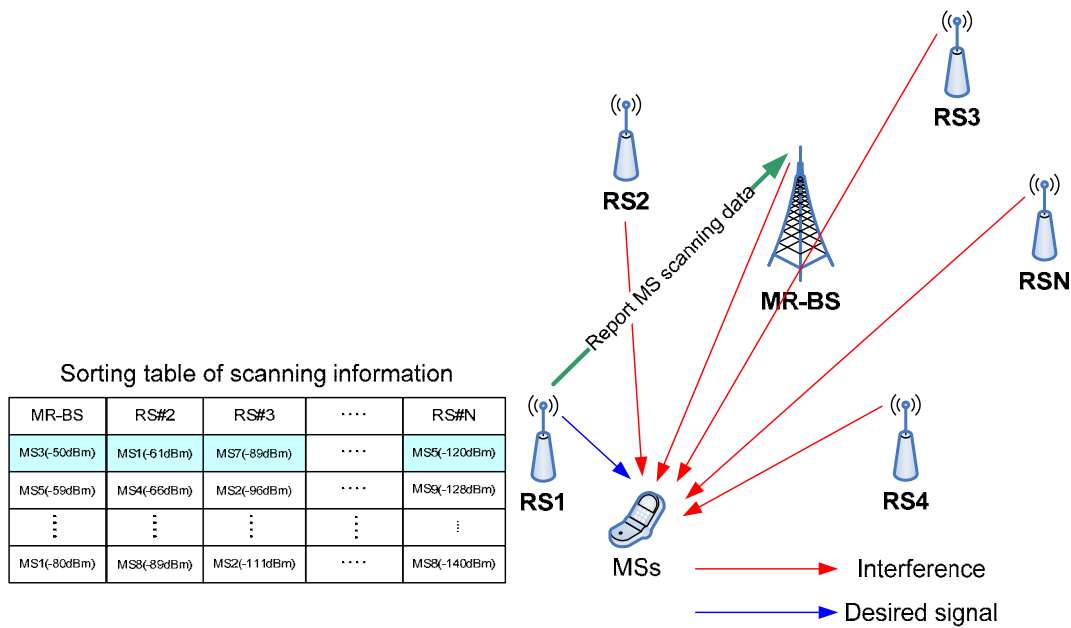 RS3
RS2
RSN
Report MS scanning data
MR-BS
Sorting table of scanning information
MR-BS RS#2 RS#3 ···· RS#N
MS3(-50dBm) MS1(-61dBm) MS7(-89dBm) ···· MS5(-120dBm)
MS5(-59dBm) MS4(-66dBm) MS2(-96dBm) ···· MS9(-128dBm)
MS1(-80dBm) MS8(-89dBm) MS2(-111dBm) ···· MS8(-140dBm)
RS1
RS4
MSs
Interference
Desired signal